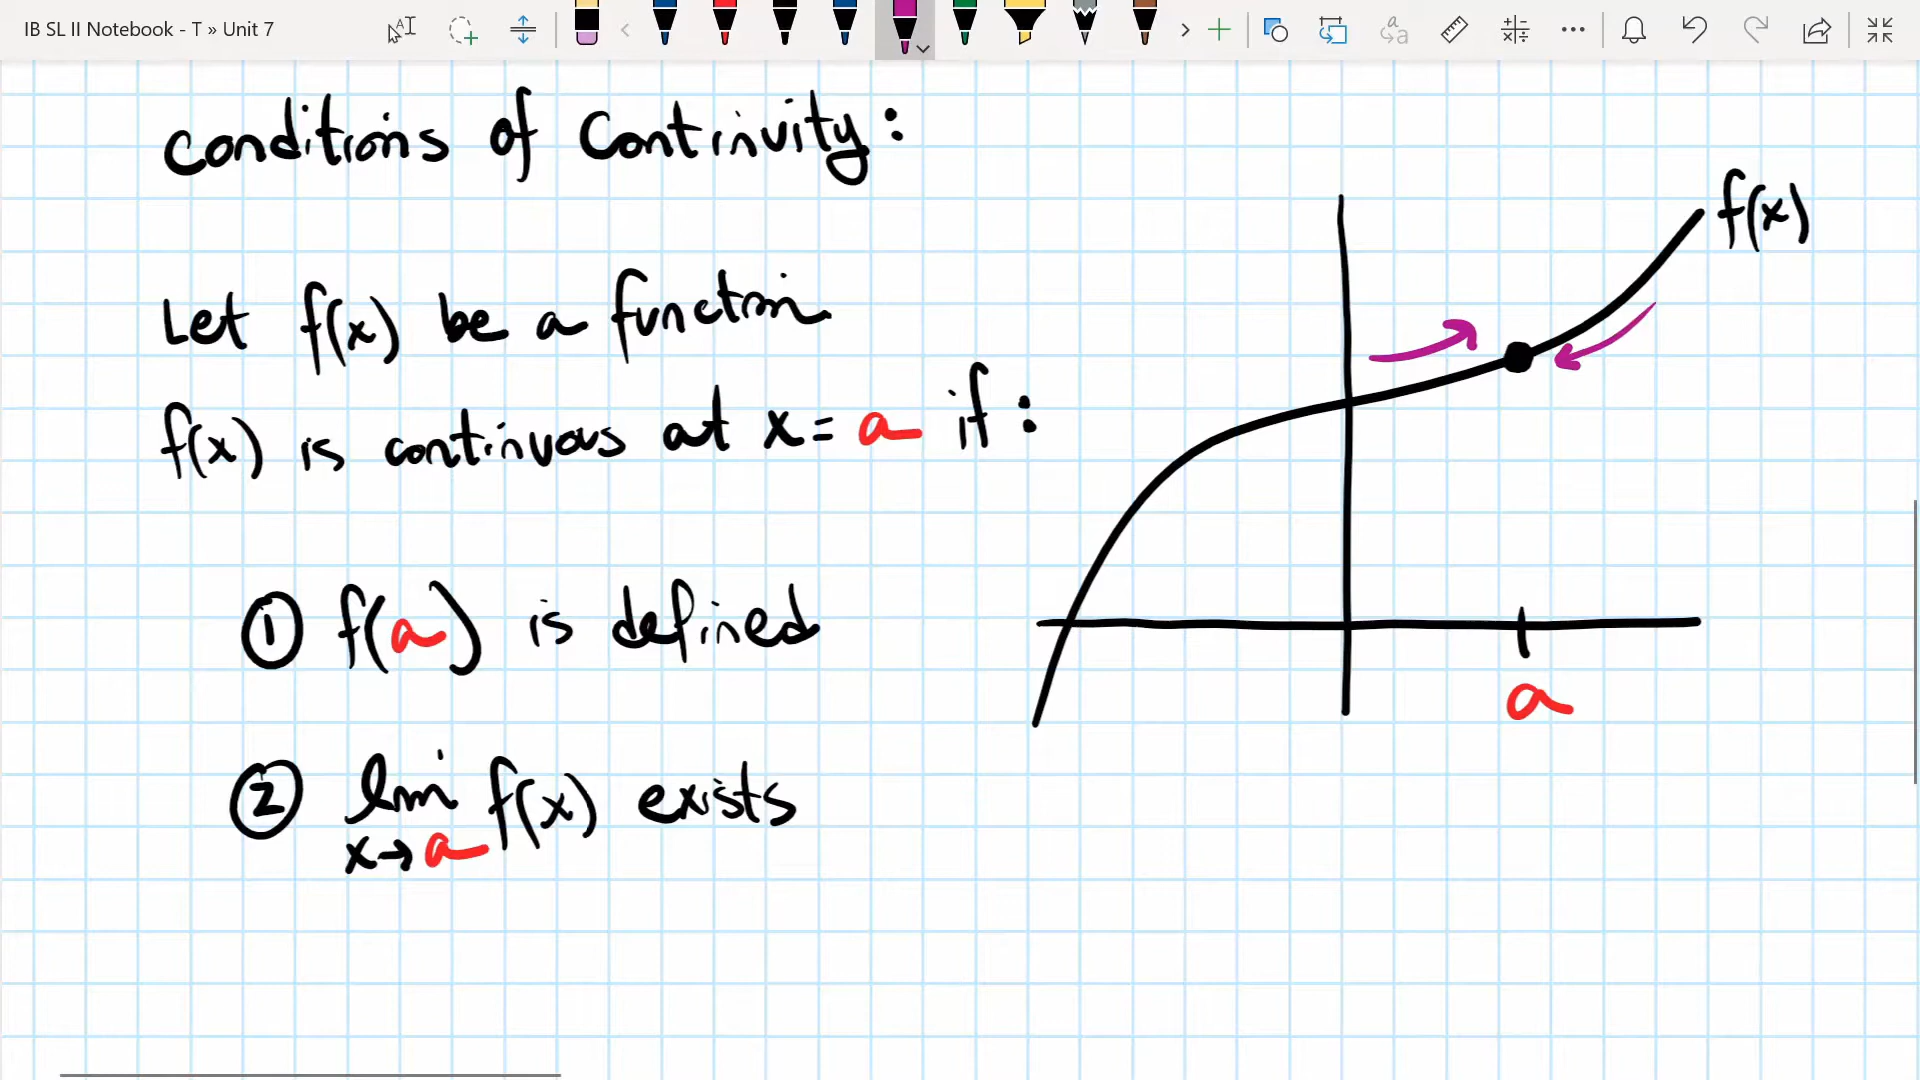 IB SL II Notebook - T » Unit 7
Conditions of Continuity:
Let f(x) be a function
f(x) is continuous at x = a if:
① f(a) is defined
② lim f(x) exists
x→a
f(x)
a